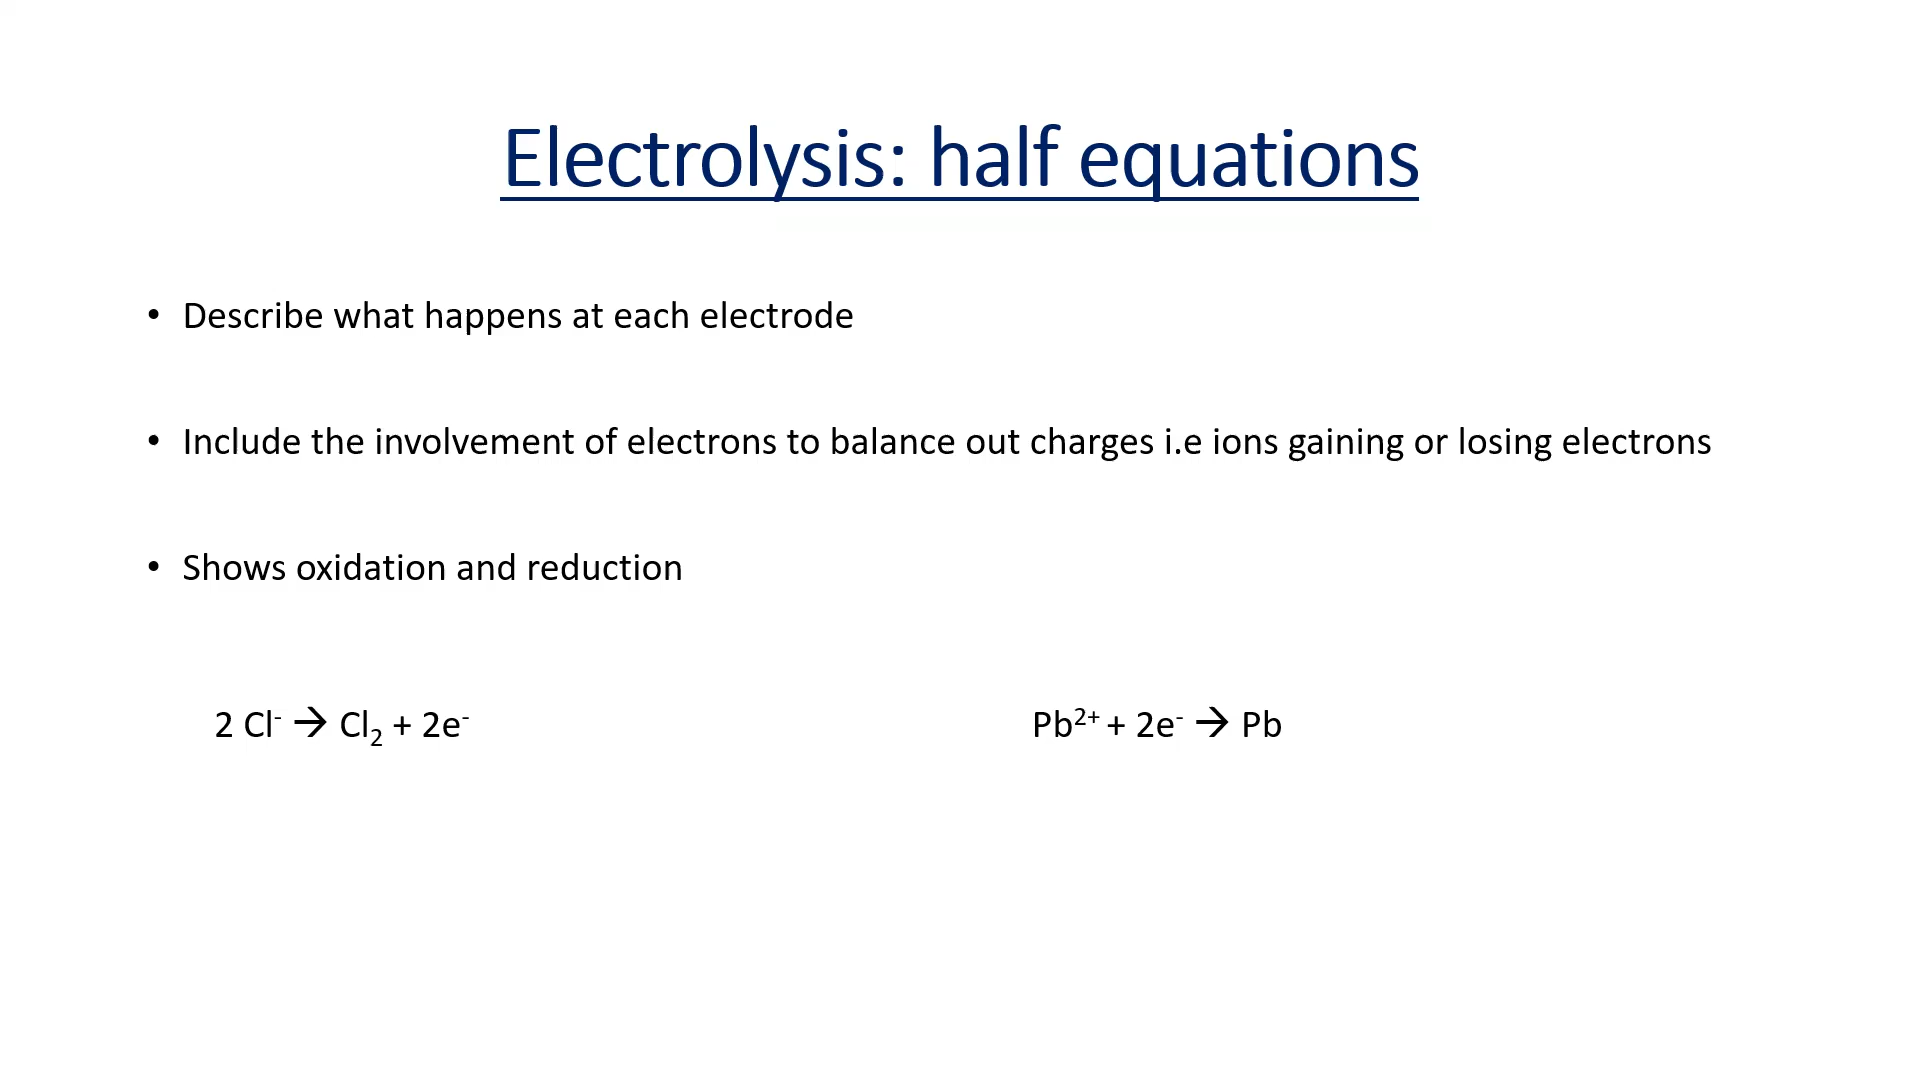 Electrolysis: half equations
• Describe what happens at each electrode
• Include the involvement of electrons to balance out charges i.e ions gaining or losing electrons
• Shows oxidation and reduction
2 Cl⁻ → Cl₂ + 2e⁻
Pb²⁺ + 2e⁻ → Pb